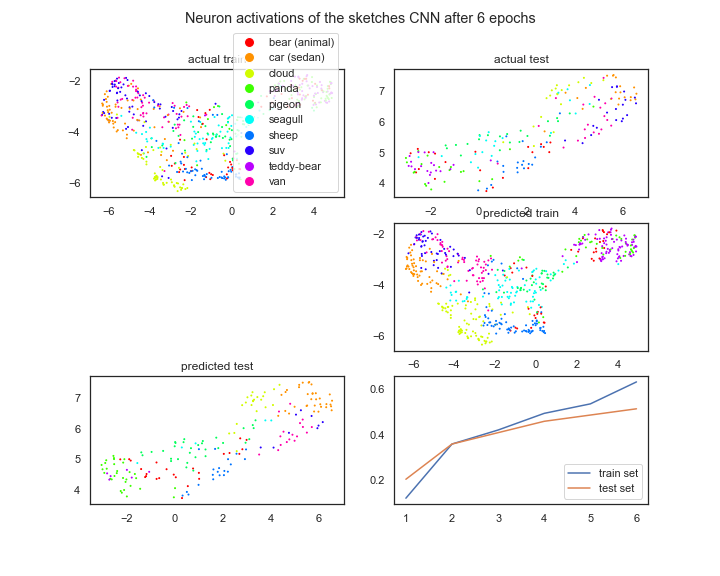 Neuron activations of the sketches CNN after 6 epochs
actual train
bear (animal)
car (sedan)
cloud
panda
pigeon
seagull
sheep
suv
teddy-bear
van
−2
−4
−6
−6 −4 −2 0 2 4
actual test
7
6
5
4
−2 0 2 4 6
predicted train
−2
−4
−6
−6 −4 −2 0 2 4
predicted test
7
6
5
4
−2 0 2 4 6
0.6
0.4
0.2
train set
test set
1 2 3 4 5 6